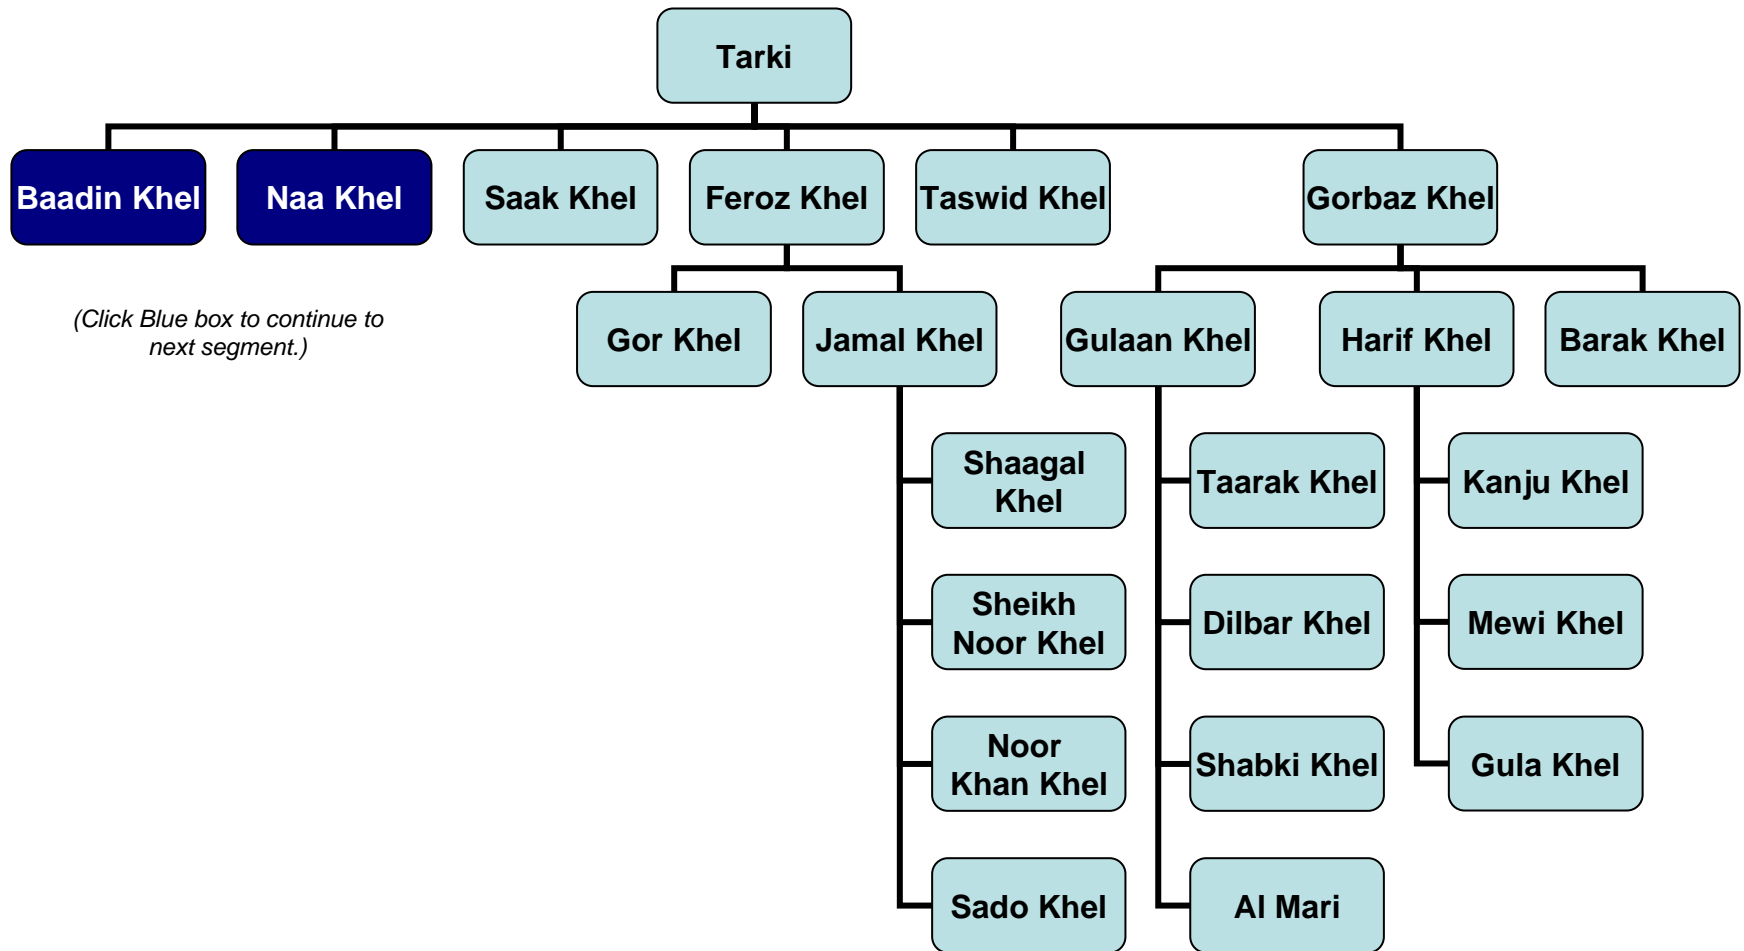 Tarki
Baadin Khel
Naa Khel
Saak Khel
Feroz Khel
Taswid Khel
Gorbaz Khel
(Click Blue box to continue to
next segment.)
Gor Khel
Jamal Khel
Gulaan Khel
Harif Khel
Barak Khel
Shaagal
Khel
Taarak Khel
Kanju Khel
Sheikh
Noor Khel
Dilbar Khel
Mewi Khel
Noor
Khan Khel
Shabki Khel
Gula Khel
Sado Khel
Al Mari